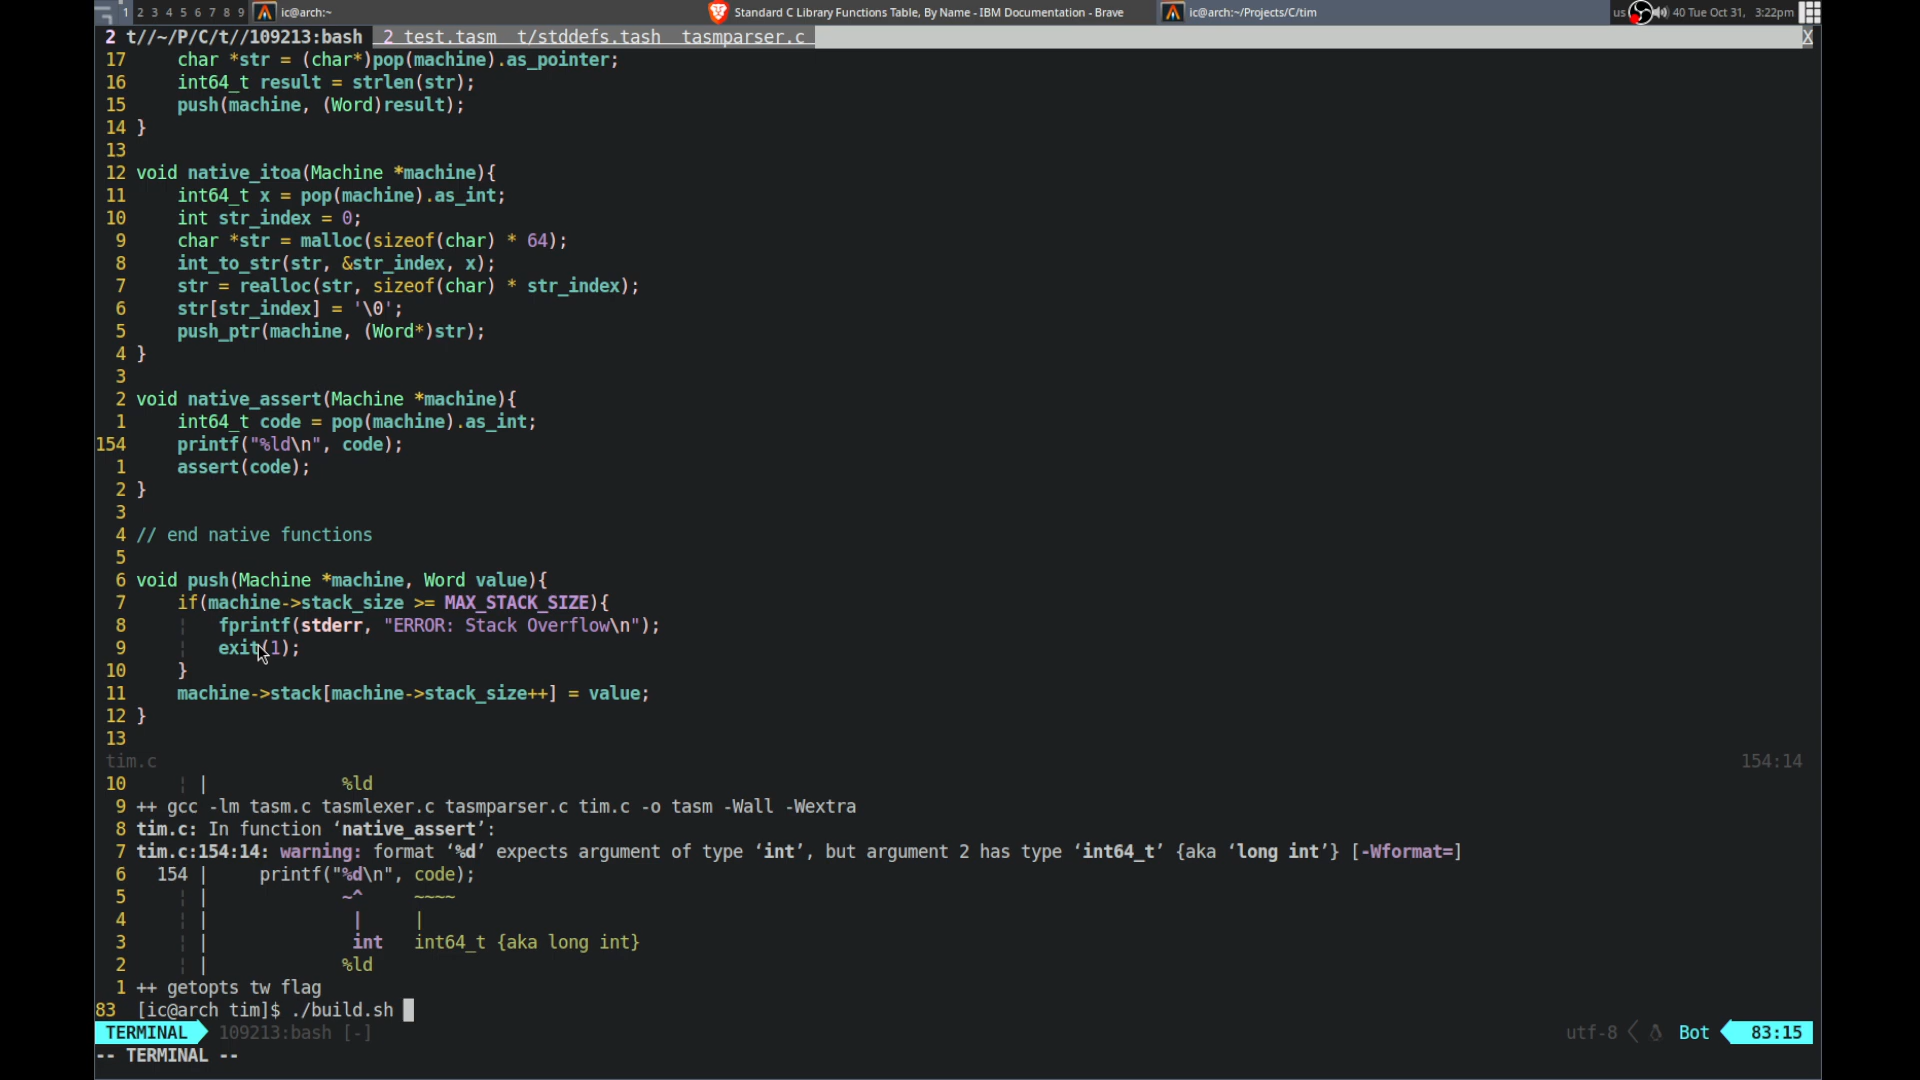 1 2 3 4 5 6 7 8 9 ic@arch:~ Standard C Library Functions Table, By Name - IBM Documentation - Brave ic@arch:~/Projects/C/tim us 40 Tue Oct 31, 3:22pm
2 t//~/P/C/t//109213:bash 2 test.tasm t/stddefs.tash tasmparser.c X
17 char *str = (char*)pop(machine).as_pointer;
16 int64_t result = strlen(str);
15 push(machine, (Word)result);
14 }
13
12 void native_itoa(Machine *machine){
11 int64_t x = pop(machine).as_int;
10 int str_index = 0;
9 char *str = malloc(sizeof(char) * 64);
8 int_to_str(str, &str_index, x);
7 str = realloc(str, sizeof(char) * str_index);
6 str[str_index] = '\0';
5 push_ptr(machine, (Word*)str);
4 }
3
2 void native_assert(Machine *machine){
1 int64_t code = pop(machine).as_int;
154 printf("%ld\n", code);
1 assert(code);
2 }
3
4 // end native functions
5
6 void push(Machine *machine, Word value){
7 if(machine->stack_size >= MAX_STACK_SIZE){
8 ¦ fprintf(stderr, "ERROR: Stack Overflow\n");
9 ¦ exit(1);
10 }
11 machine->stack[machine->stack_size++] = value;
12 }
13
tim.c 154:14
10 ¦ | %ld
9 ++ gcc -lm tasm.c tasmlexer.c tasmparser.c tim.c -o tasm -Wall -Wextra
8 tim.c: In function ‘native_assert’:
7 tim.c:154:14: warning: format ‘%d’ expects argument of type ‘int’, but argument 2 has type ‘int64_t’ {aka ‘long int’} [-Wformat=]
6 154 | printf("%d\n", code);
5 ¦ | ~^ ~~~~
4 ¦ | | |
3 ¦ | int int64_t {aka long int}
2 ¦ | %ld
1 ++ getopts tw flag
83 [ic@arch tim]$ ./build.sh
TERMINAL 109213:bash [-] utf-8 Bot 83:15
-- TERMINAL --